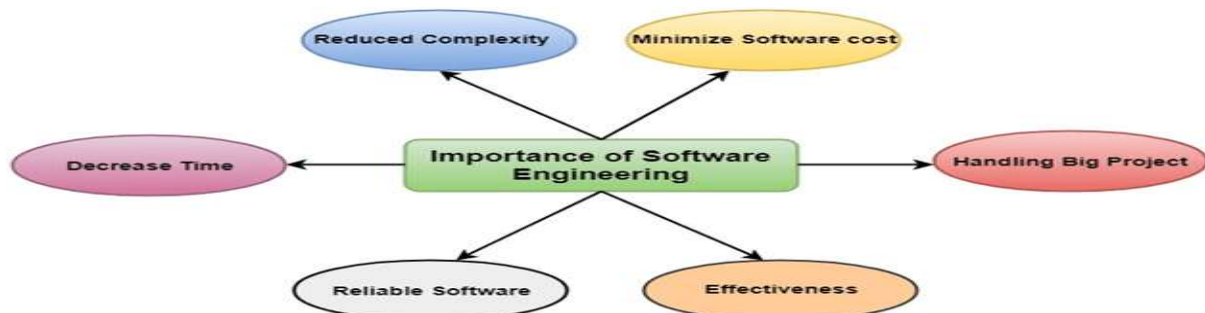 Reduced Complexity
Minimize Software cost
Decrease Time
Importance of Software
Engineering
Handling Big Project
Reliable Software
Effectiveness